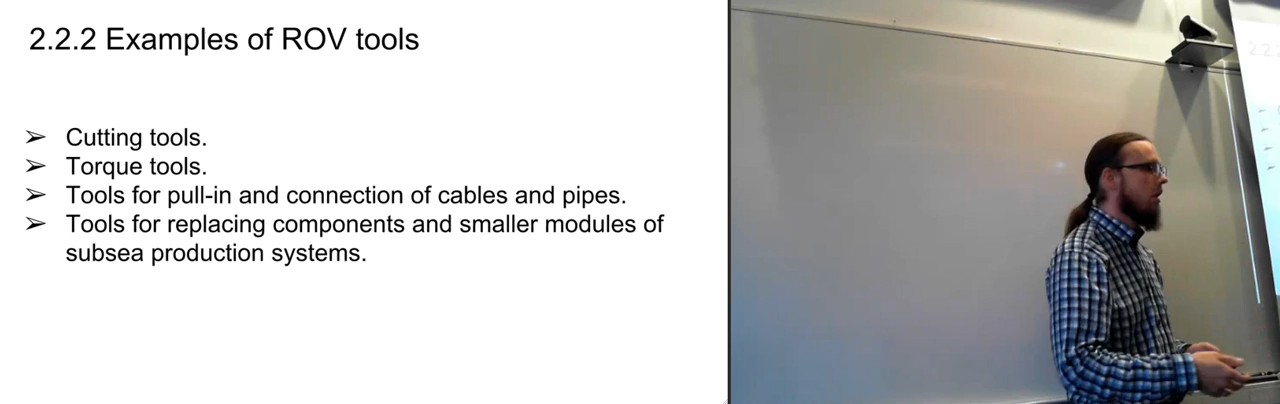 2.2.2 Examples of ROV tools
➢ Cutting tools.
➢ Torque tools.
➢ Tools for pull-in and connection of cables and pipes.
➢ Tools for replacing components and smaller modules of
subsea production systems.